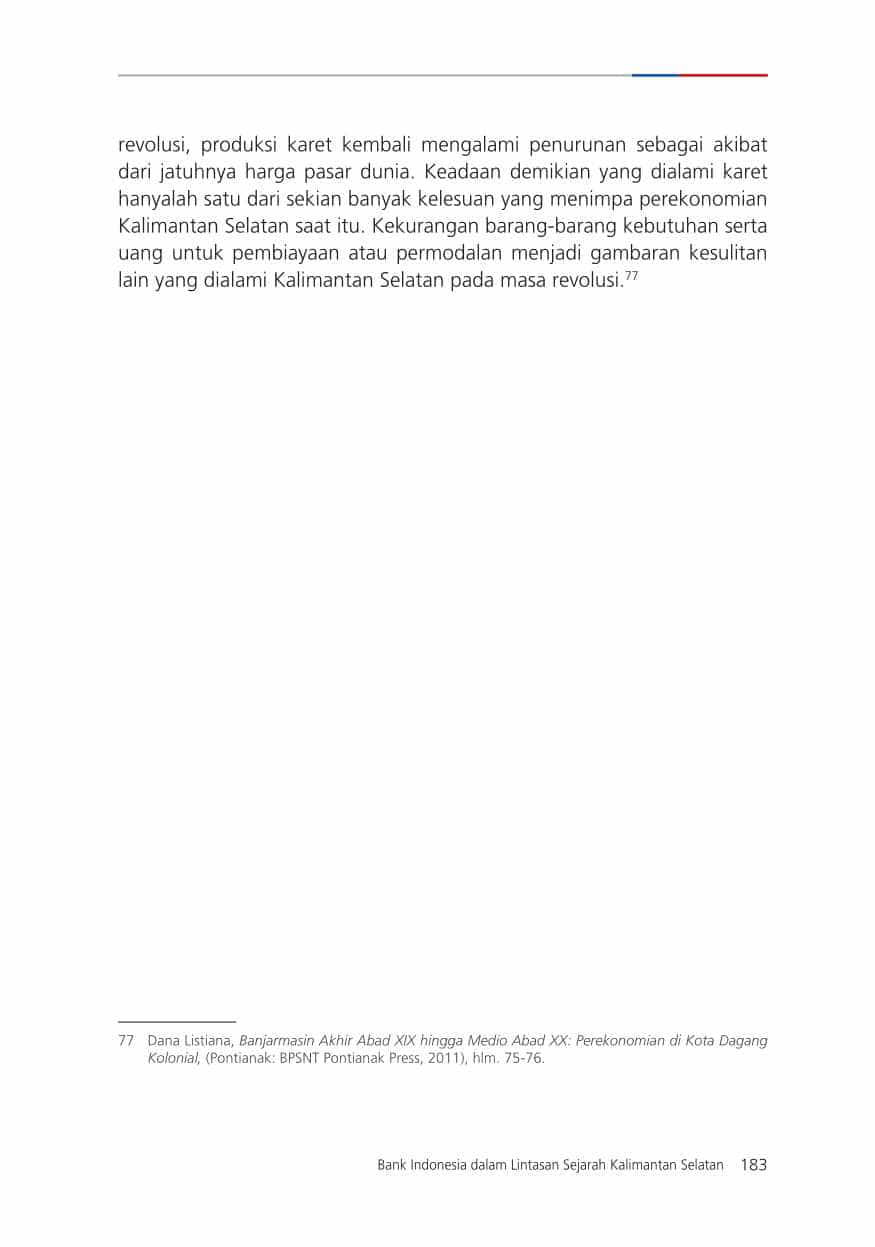 revolusi, produksi karet kembali mengalami penurunan sebagai akibat
dari jatuhnya harga pasar dunia. Keadaan demikian yang dialami karet
hanyalah satu dari sekian banyak kelesuan yang menimpa perekonomian
Kalimantan Selatan saat itu. Kekurangan barang-barang kebutuhan serta
uang untuk pembiayaan atau permodalan menjadi gambaran kesulitan
lain yang dialami Kalimantan Selatan pada masa revolusi.77
77 Dana Listiana, Banjarmasin Akhir Abad XIX hingga Medio Abad XX: Perekonomian di Kota Dagang
Kolonial, (Pontianak: BPSNT Pontianak Press, 2011), hlm. 75-76.
Bank Indonesia dalam Lintasan Sejarah Kalimantan Selatan 183